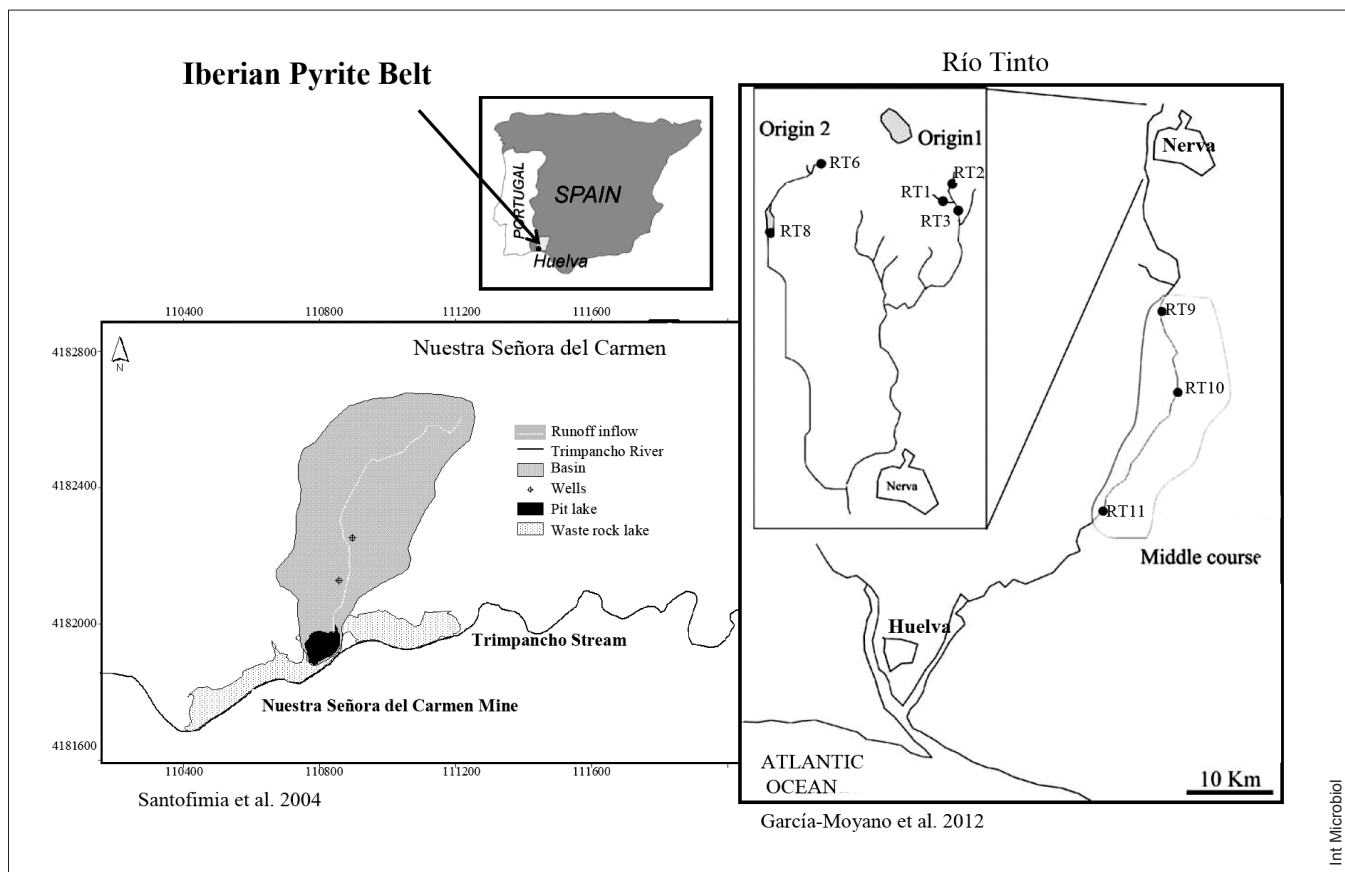 Iberian Pyrite Belt
PORTUGAL
SPAIN
Huelva
Río Tinto
Origin 2
Origin1
RT6
RT2
RT1
RT3
RT8
Nerva
Nerva
RT9
RT10
RT11
Middle course
Huelva
ATLANTIC
OCEAN
10 Km
García-Moyano et al. 2012
110400
110800
111200
111600
Nuestra Señora del Carmen
N
4182800
4182400
4182000
4181600
Runoff inflow
Trimpancho River
Basin
Wells
Pit lake
Waste rock lake
Trimpancho Stream
Nuestra Señora del Carmen Mine
110400
110800
111200
111600
Santofimia et al. 2004
Int Microbiol